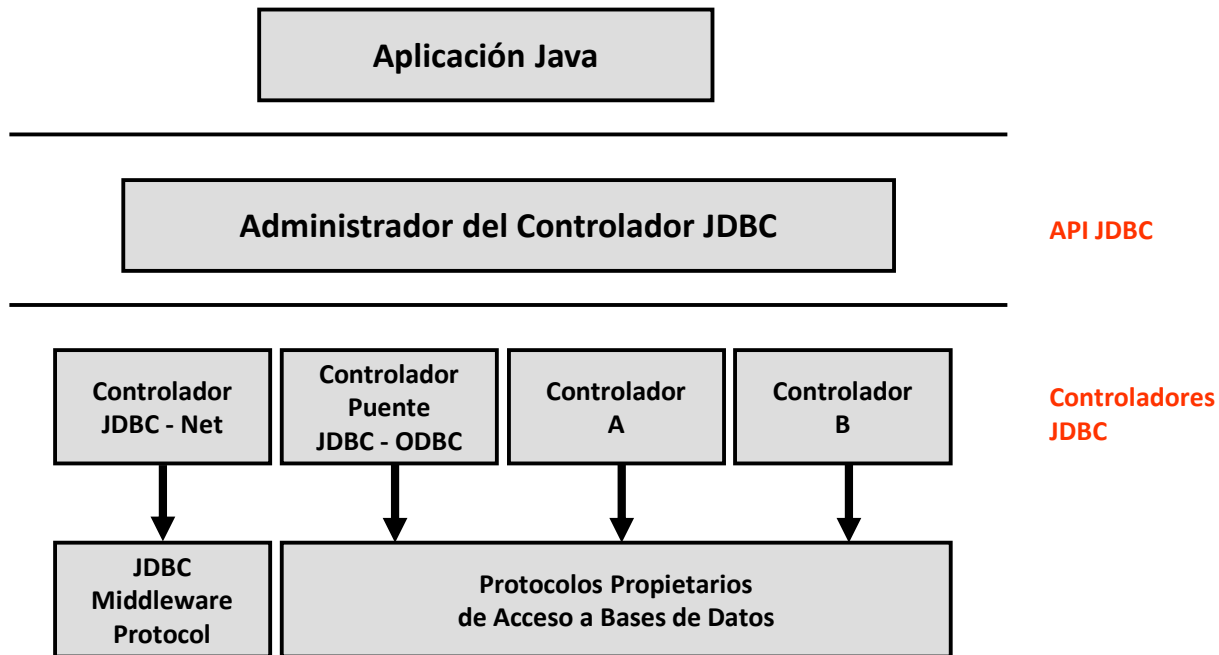 Aplicación Java
Administrador del Controlador JDBC
API JDBC
Controlador
JDBC - Net
Controlador
Puente
JDBC - ODBC
Controlador
A
Controlador
B
Controladores
JDBC
JDBC
Middleware
Protocol
Protocolos Propietarios
de Acceso a Bases de Datos